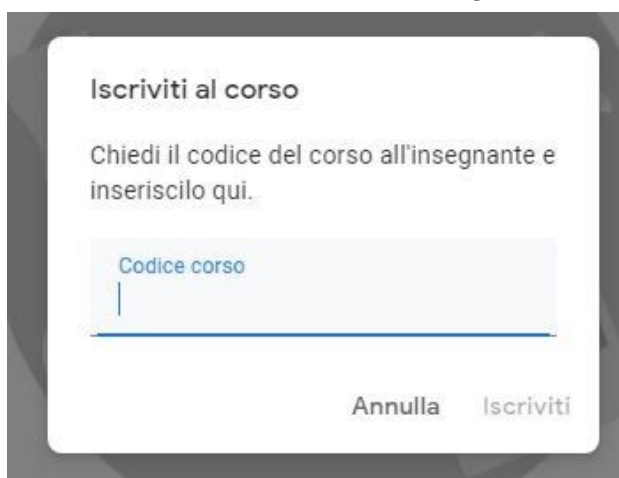 Iscriviti al corso
Chiedi il codice del corso all'insegnante e
inseriscilo qui.
Codice corso
Annulla Iscriviti